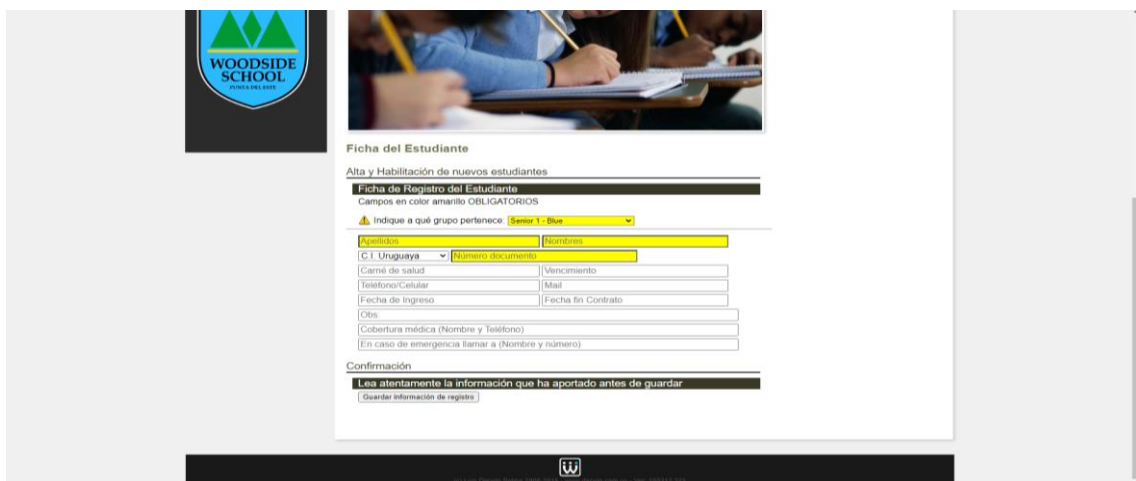 WOODSIDE
SCHOOL
PUNTA DEL ESTE
Ficha del Estudiante
Alta y Habilitación de nuevos estudiantes
Ficha de Registro del Estudiante
Campos en color amarillo OBLIGATORIOS
Indique a qué grupo pertenece: Senior 1 - Blue
Apellidos Nombres
C.I. Uruguaya Número documento
Carné de salud Vencimiento
Teléfono/Celular Mail
Fecha de Ingreso Fecha fin Contrato
Obs:
Cobertura médica (Nombre y Teléfono)
En caso de emergencia llamar a (Nombre y número)
Confirmación
Lea atentamente la información que ha aportado antes de guardar
Guardar información de registro